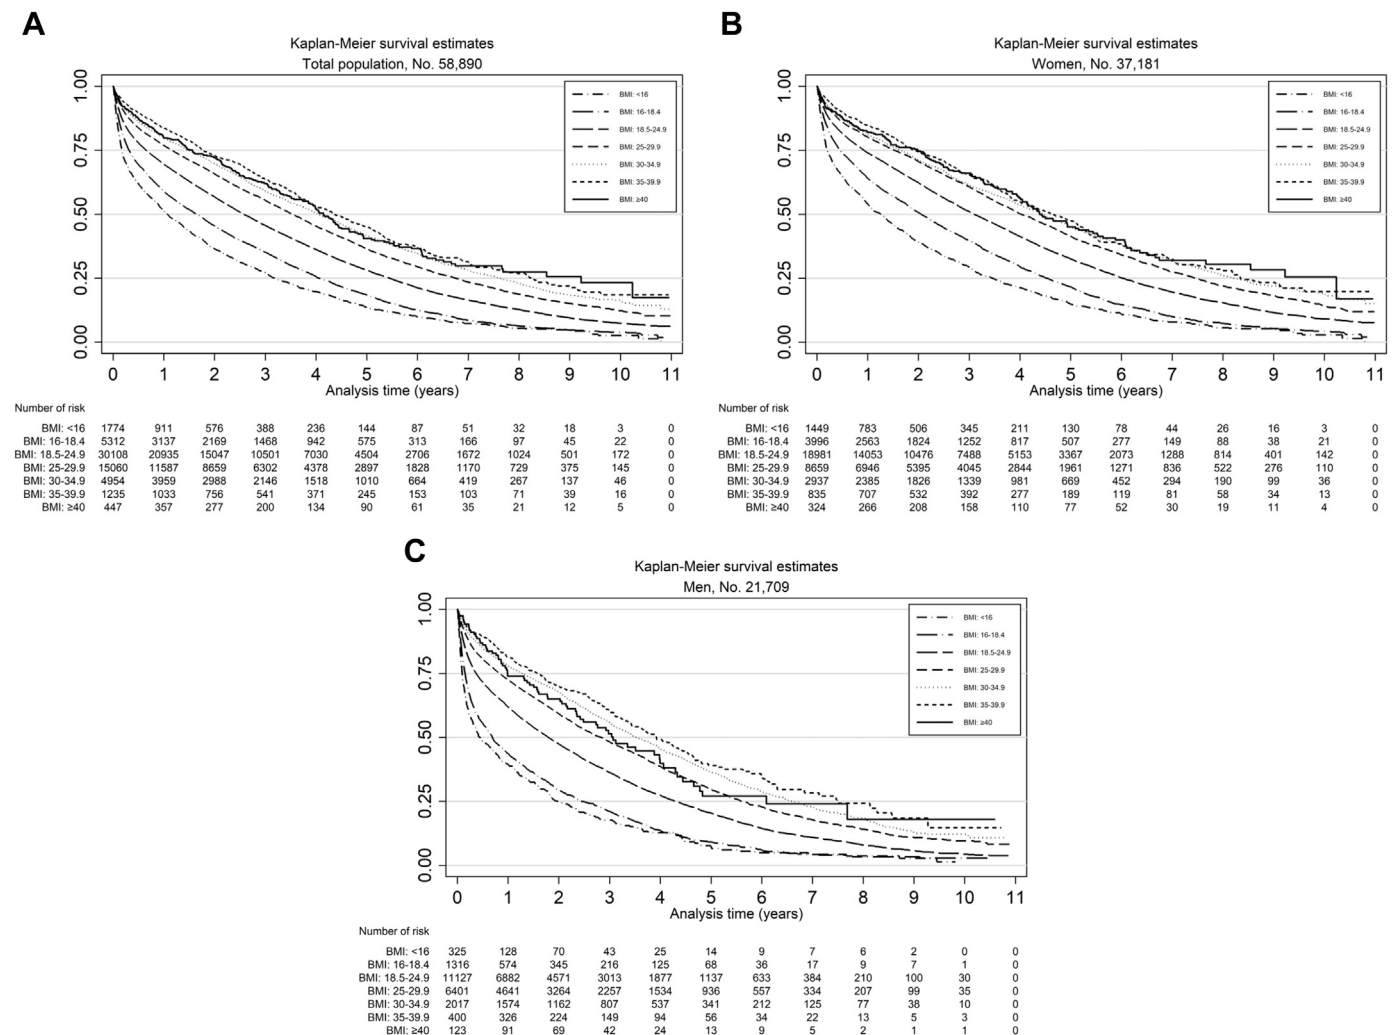 A
Kaplan-Meier survival estimates
Total population, No. 58,890
1.00
0.75
0.50
0.25
0.00
BMI: <16
BMI: 16-18.4
BMI: 18.5-24.9
BMI: 25-29.9
BMI: 30-34.9
BMI: 35-39.9
BMI: ≥40
0 1 2 3 4 5 6 7 8 9 10 11
Analysis time (years)
Number of risk
BMI: <16 1774 911 576 388 236 144 87 51 32 18 3 0
BMI: 16-18.4 5312 3137 2169 1468 942 575 313 166 97 45 22 0
BMI: 18.5-24.9 30108 20935 15047 10501 7030 4504 2706 1672 1024 501 172 0
BMI: 25-29.9 15060 11587 8659 6302 4378 2897 1828 1170 729 375 145 0
BMI: 30-34.9 4954 3959 2988 2146 1518 1010 664 419 267 137 46 0
BMI: 35-39.9 1235 1033 756 541 371 245 153 103 71 39 16 0
BMI: ≥40 447 357 277 200 134 90 61 35 21 12 5 0
B
Kaplan-Meier survival estimates
Women, No. 37,181
1.00
0.75
0.50
0.25
0.00
BMI: <16
BMI: 16-18.4
BMI: 18.5-24.9
BMI: 25-29.9
BMI: 30-34.9
BMI: 35-39.9
BMI: ≥40
0 1 2 3 4 5 6 7 8 9 10 11
Analysis time (years)
Number of risk
BMI: <16 1449 783 506 345 211 130 78 44 26 16 3 0
BMI: 16-18.4 3996 2563 1824 1252 817 507 277 149 88 38 21 0
BMI: 18.5-24.9 18981 14053 10476 7488 5153 3367 2073 1288 814 401 142 0
BMI: 25-29.9 8659 6946 5395 4045 2844 1961 1271 836 522 276 110 0
BMI: 30-34.9 2937 2385 1826 1339 981 669 452 294 190 99 36 0
BMI: 35-39.9 835 707 532 392 277 189 119 81 58 34 13 0
BMI: ≥40 324 266 208 158 110 77 52 30 19 11 4 0
C
Kaplan-Meier survival estimates
Men, No. 21,709
1.00
0.75
0.50
0.25
0.00
BMI: <16
BMI: 16-18.4
BMI: 18.5-24.9
BMI: 25-29.9
BMI: 30-34.9
BMI: 35-39.9
BMI: ≥40
0 1 2 3 4 5 6 7 8 9 10 11
Analysis time (years)
Number of risk
BMI: <16 325 128 70 43 25 14 9 7 6 2 0 0
BMI: 16-18.4 1316 574 345 216 125 68 36 17 9 7 1 0
BMI: 18.5-24.9 11127 6882 4571 3013 1877 1137 633 384 210 100 30 0
BMI: 25-29.9 6401 4641 3264 2257 1534 936 557 334 207 99 35 0
BMI: 30-34.9 2017 1574 1162 807 537 341 212 125 77 38 10 0
BMI: 35-39.9 400 326 224 149 94 56 34 22 13 5 3 0
BMI: ≥40 123 91 69 42 24 13 9 5 2 1 1 0